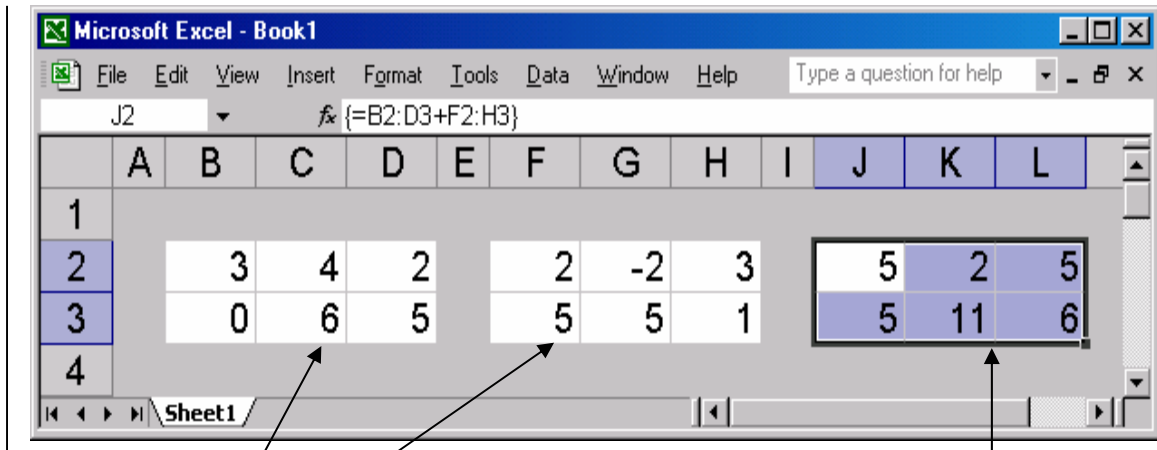 Microsoft Excel - Book1
File Edit View Insert Format Tools Data Window Help Type a question for help
J2 fx {=B2:D3+F2:H3}
A B C D E F G H I J K L
1
2 3 4 2 2 -2 3 5 2 5
3 0 6 5 5 5 1 5 11 6
4
Sheet1